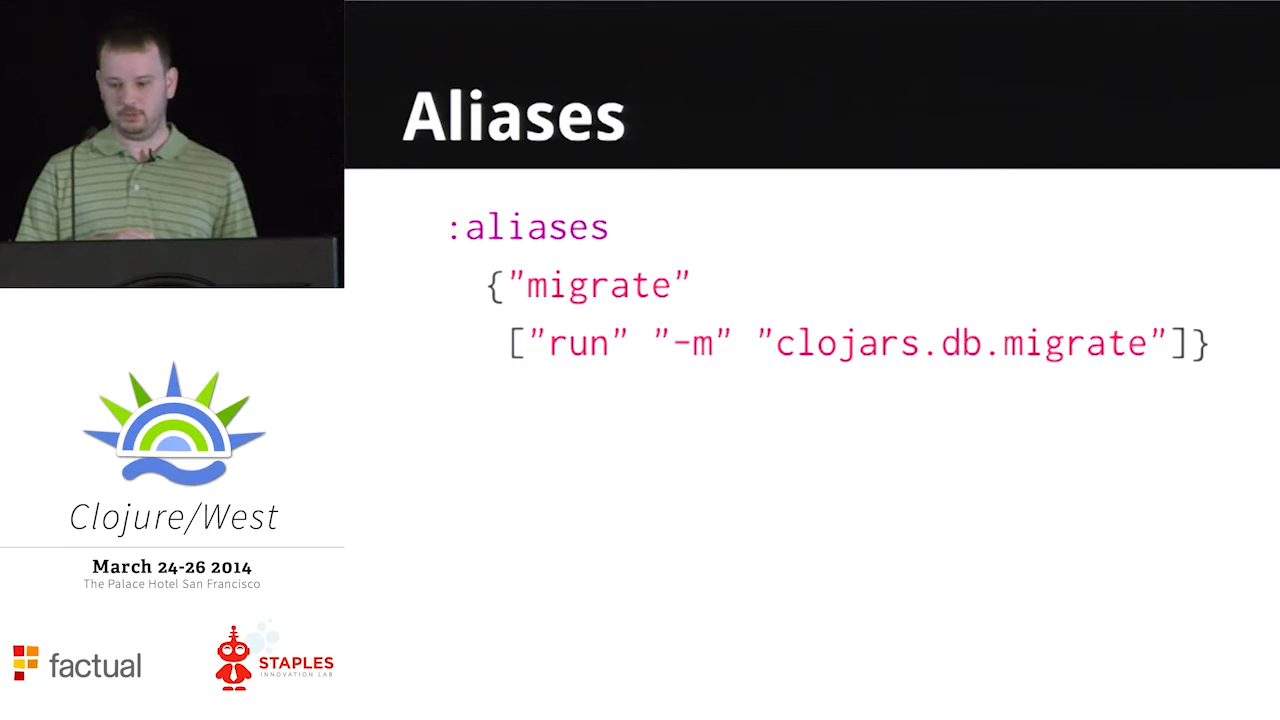 Aliases
:aliases
{"migrate"
["run" "-m" "clojars.db.migrate"]}
Clojure/West
March 24-26 2014
The Palace Hotel San Francisco
factual
STAPLES
INNOVATION LAB